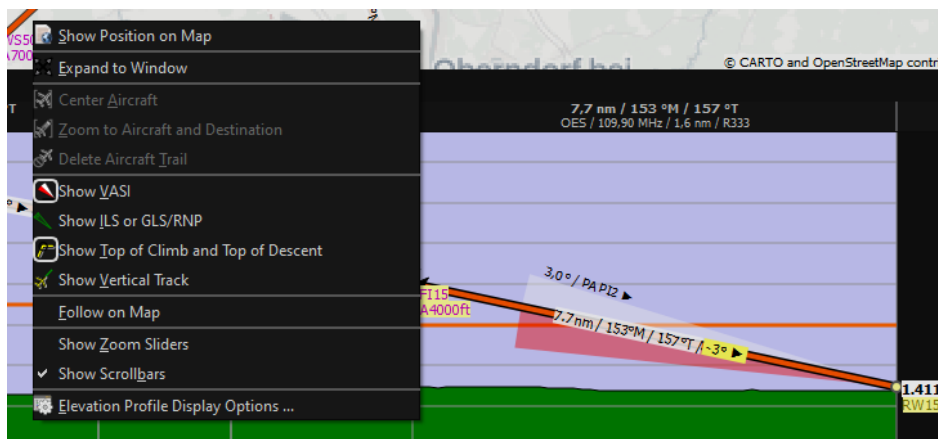 Show Position on Map
Expand to Window
Center Aircraft
Zoom to Aircraft and Destination
Delete Aircraft Trail
Show VASI
Show ILS or GLS/RNP
Show Top of Climb and Top of Descent
Show Vertical Track
Follow on Map
Show Zoom Sliders
Show Scrollbars
Elevation Profile Display Options ...
© CARTO and OpenStreetMap contr
7,7 nm / 153 °M / 157 °T
OES / 109,90 MHz / 1,6 nm / R333
3,0° / PAPI2 ►
FI15
A4000ft
7.7nm / 153°M / 157°T / -3° ►
1.411
RW15